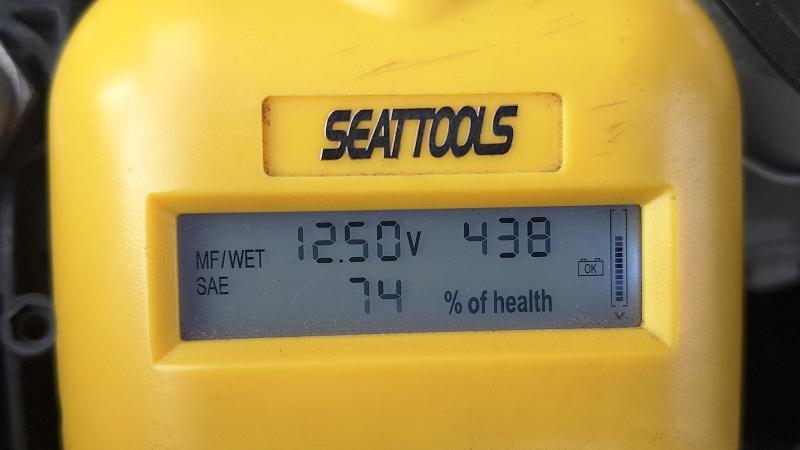 SEATTOOLS
MF/WET 12.50V 438
SAE 74 % of health
OK
V